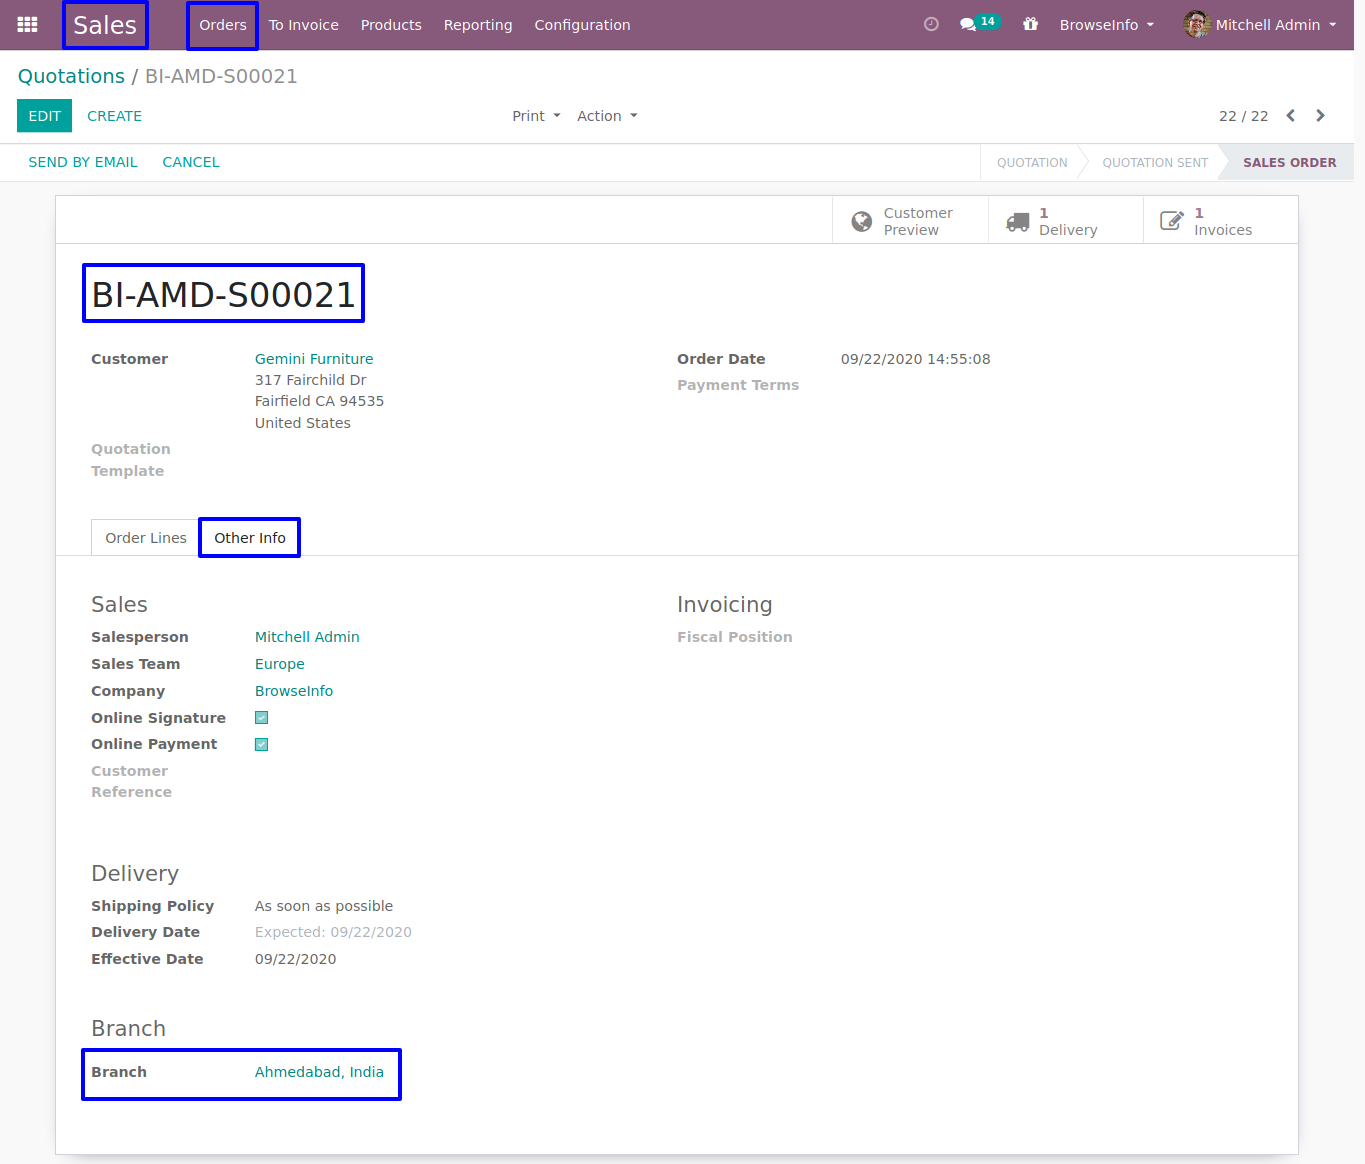 Sales Orders To Invoice Products Reporting Configuration 14 BrowseInfo Mitchell Admin
Quotations / BI-AMD-S00021
EDIT CREATE Print Action 22 / 22
SEND BY EMAIL CANCEL QUOTATION QUOTATION SENT SALES ORDER
Customer Preview 1 Delivery 1 Invoices
BI-AMD-S00021
Customer Gemini Furniture Order Date 09/22/2020 14:55:08
317 Fairchild Dr Payment Terms
Fairfield CA 94535
United States
Quotation
Template
Order Lines Other Info
Sales Invoicing
Salesperson Mitchell Admin Fiscal Position
Sales Team Europe
Company BrowseInfo
Online Signature
Online Payment
Customer
Reference
Delivery
Shipping Policy As soon as possible
Delivery Date Expected: 09/22/2020
Effective Date 09/22/2020
Branch
Branch Ahmedabad, India